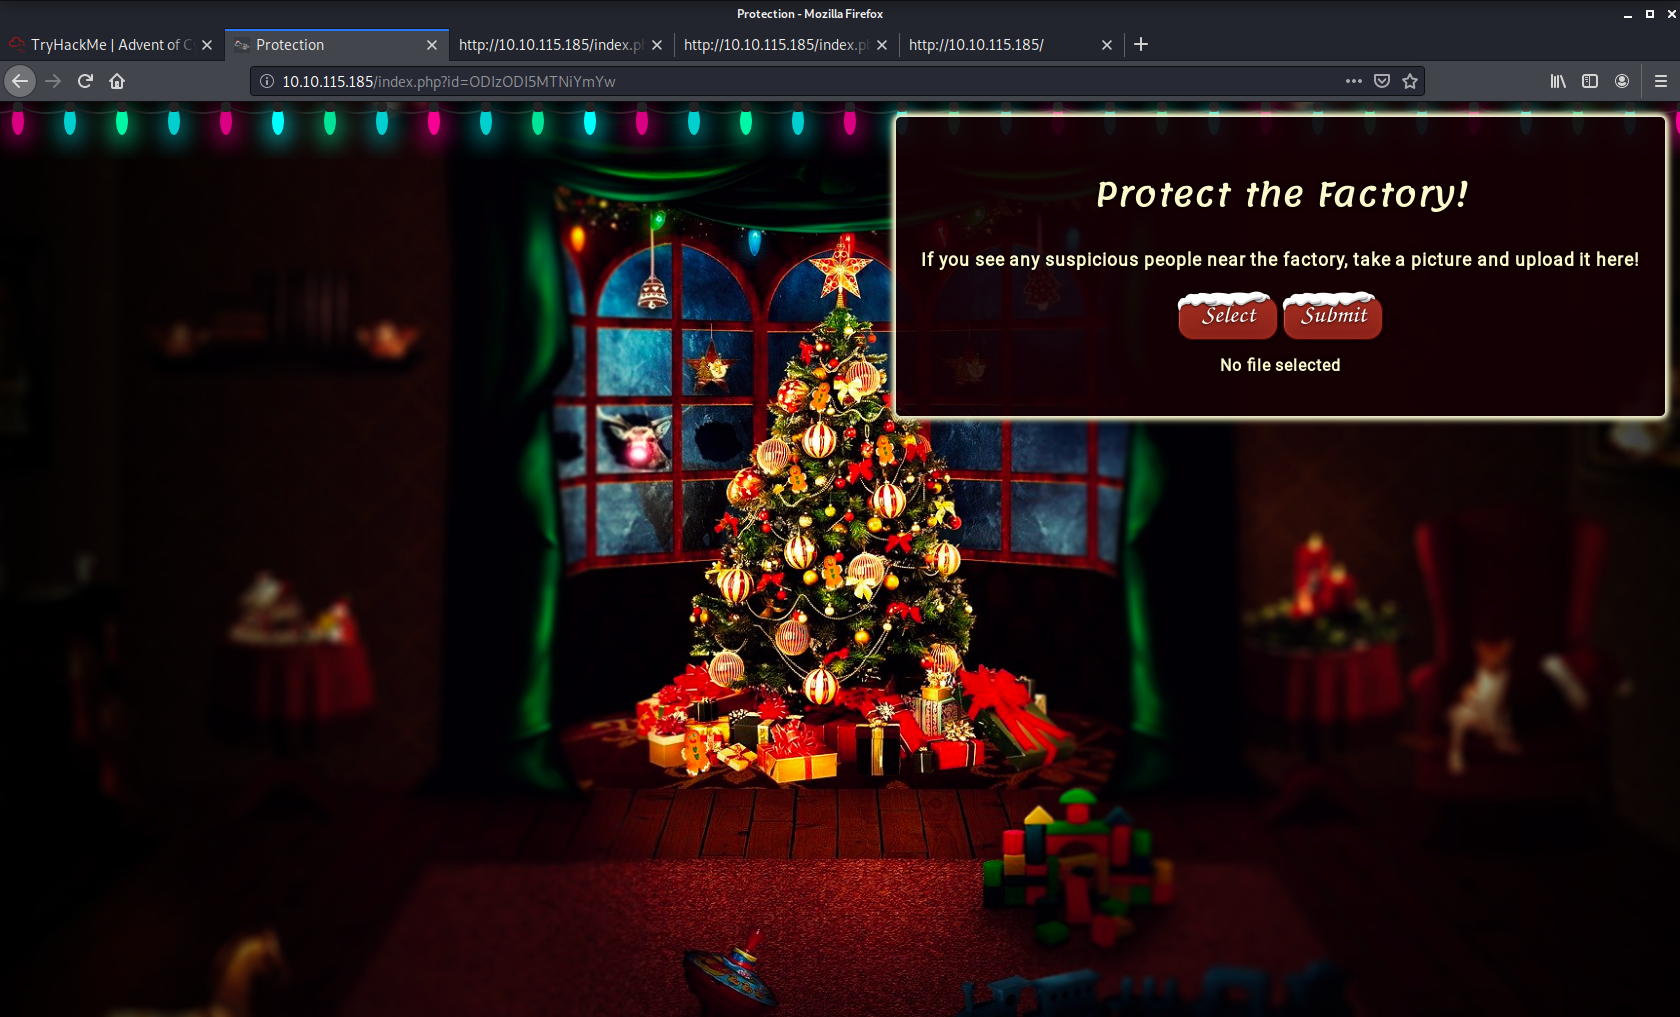 Protection - Mozilla Firefox
TryHackMe | Advent of C
Protection
http://10.10.115.185/index.p
http://10.10.115.185/index.p
http://10.10.115.185/
10.10.115.185/index.php?id=ODIzODI5MTNiYmYw
Protect the Factory!
If you see any suspicious people near the factory, take a picture and upload it here!
Select Submit
No file selected